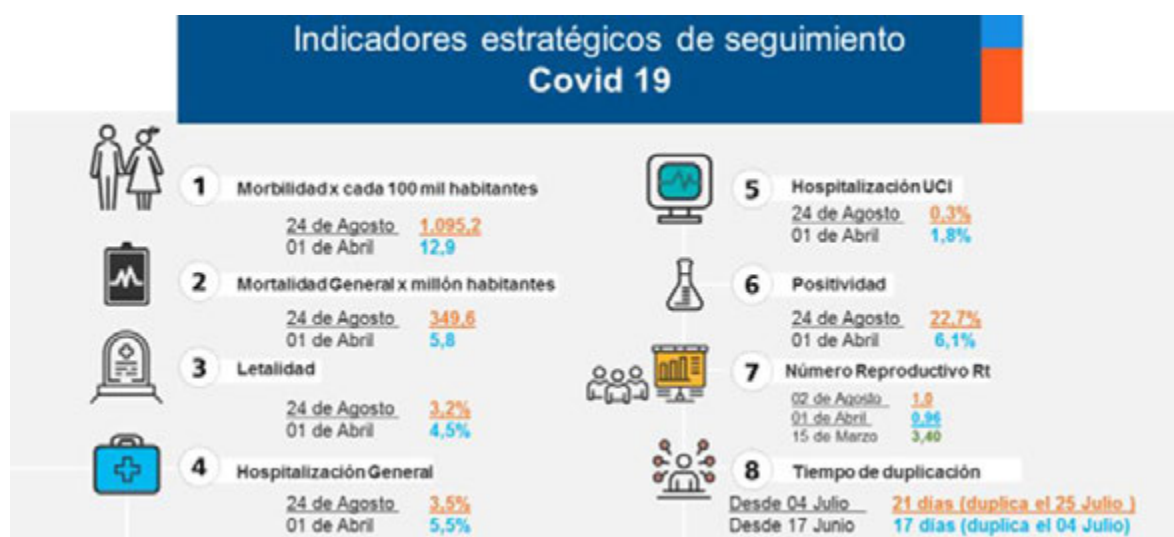 Indicadores estratégicos de seguimiento
Covid 19
1 Morbilidad x cada 100 mil habitantes
24 de Agosto 1.095,2
01 de Abril 12,9
2 Mortalidad General x millón habitantes
24 de Agosto 349,6
01 de Abril 5,8
3 Letalidad
24 de Agosto 3,2%
01 de Abril 4,5%
4 Hospitalización General
24 de Agosto 3,5%
01 de Abril 5,5%
5 Hospitalización UCI
24 de Agosto 0,3%
01 de Abril 1,8%
6 Positividad
24 de Agosto 22,7%
01 de Abril 6,1%
7 Número Reproductivo Rt
02 de Agosto 1.0
01 de Abril 0,96
15 de Marzo 3,40
8 Tiempo de duplicación
Desde 04 Julio 21 días (duplica el 25 Julio )
Desde 17 Junio 17 días (duplica el 04 Julio)